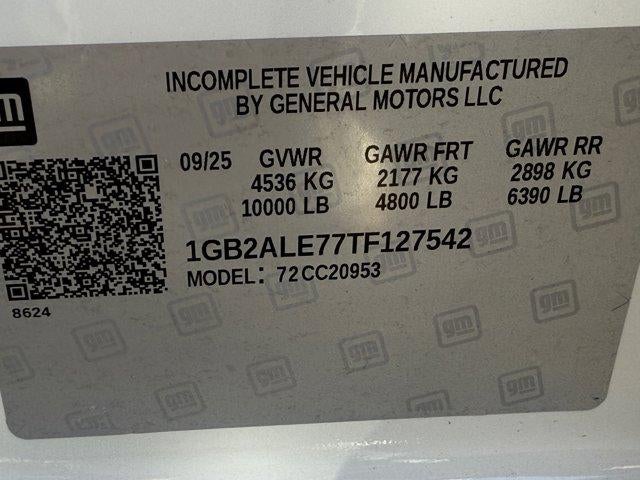 gm
INCOMPLETE VEHICLE MANUFACTURED
BY GENERAL MOTORS LLC
09/25 GVWR GAWR FRT GAWR RR
4536 KG 2177 KG 2898 KG
10000 LB 4800 LB 6390 LB
1GB2ALE77TF127542
MODEL: 72CC20953
8624